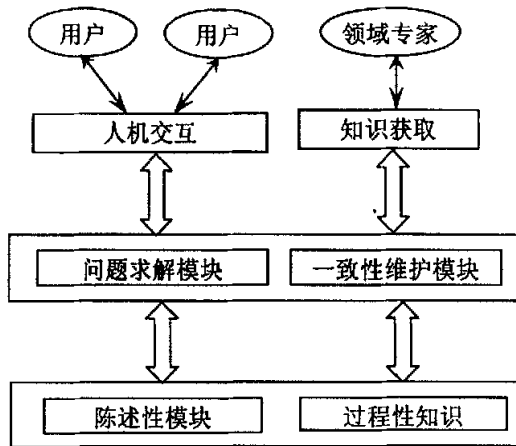 用户
用户
领域专家
人机交互
知识获取
问题求解模块
一致性维护模块
陈述性模块
过程性知识